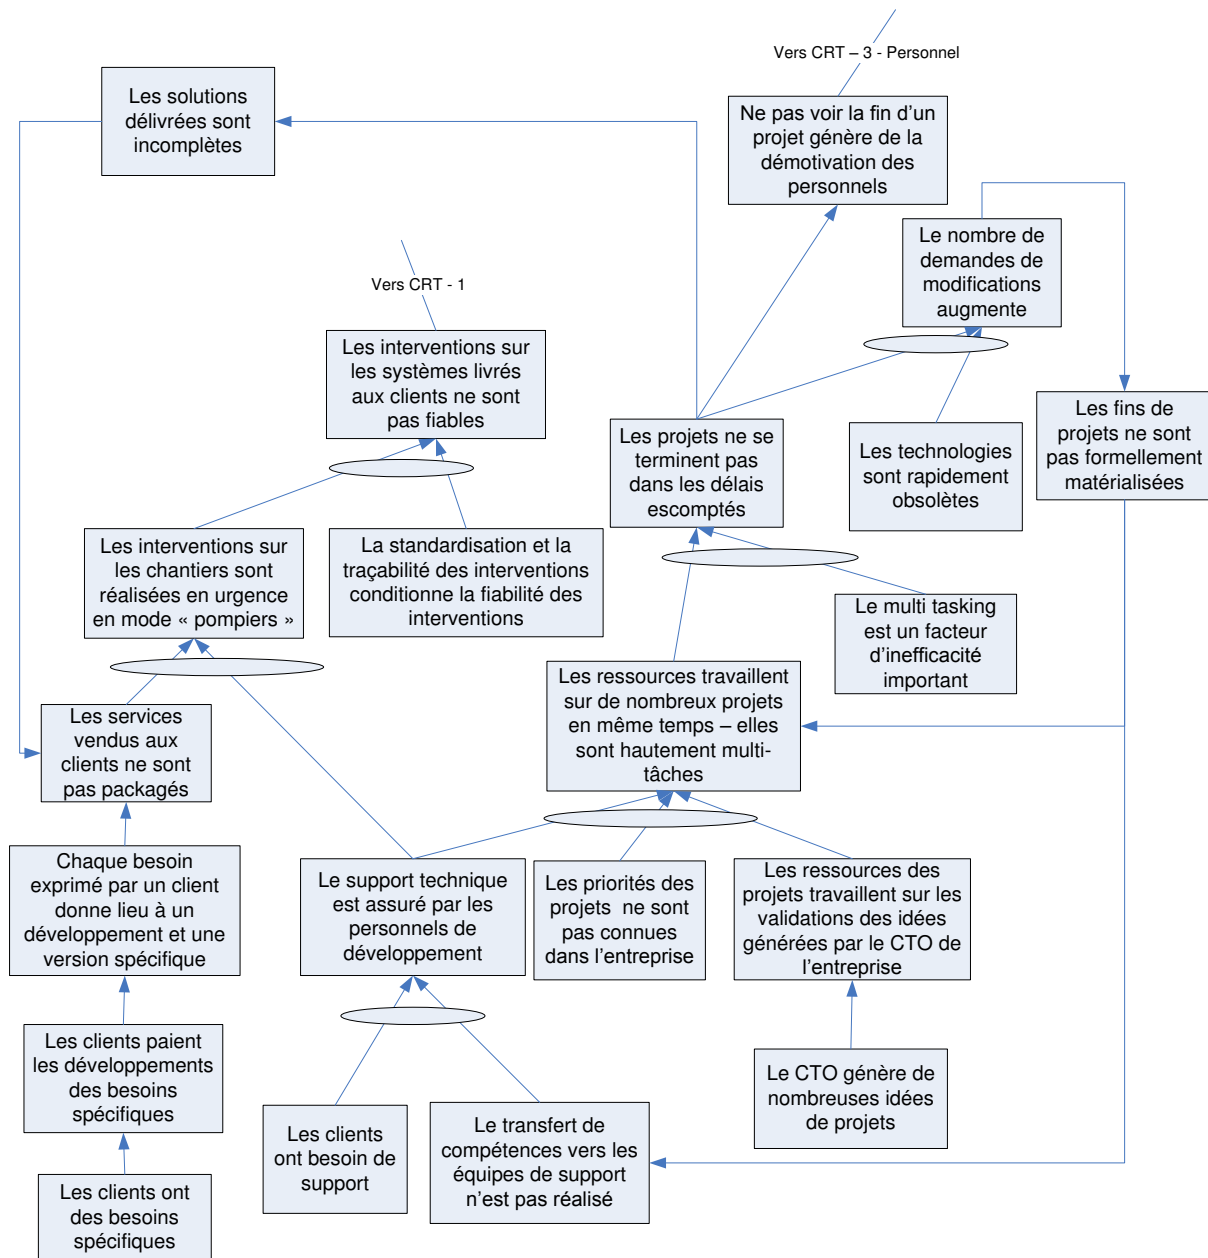 Vers CRT – 3 - Personnel
Les solutions
délivrées sont
incomplètes
Ne pas voir la fin d’un
projet génère de la
démotivation des
personnels
Le nombre de
demandes de
modifications
augmente
Vers CRT - 1
Les interventions sur
les systèmes livrés
aux clients ne sont
pas fiables
Les projets ne se
terminent pas
dans les délais
escomptés
Les technologies
sont rapidement
obsolètes
Les fins de
projets ne sont
pas formellement
matérialisées
Les interventions sur
les chantiers sont
réalisées en urgence
en mode « pompiers »
La standardisation et la
traçabilité des interventions
conditionne la fiabilité des
interventions
Le multi tasking
est un facteur
d’inefficacité
important
Les services
vendus aux
clients ne sont
pas packagés
Les ressources travaillent
sur de nombreux projets
en même temps – elles
sont hautement multi-
tâches
Chaque besoin
exprimé par un client
donne lieu à un
développement et une
version spécifique
Le support technique
est assuré par les
personnels de
développement
Les priorités des
projets ne sont
pas connues
dans l’entreprise
Les ressources des
projets travaillent sur les
validations des idées
générées par le CTO de
l’entreprise
Les clients paient
les développements
des besoins
spécifiques
Le CTO génère de
nombreuses idées
de projets
Les clients
ont besoin de
support
Le transfert de
compétences vers les
équipes de support
n’est pas réalisé
Les clients ont
des besoins
spécifiques